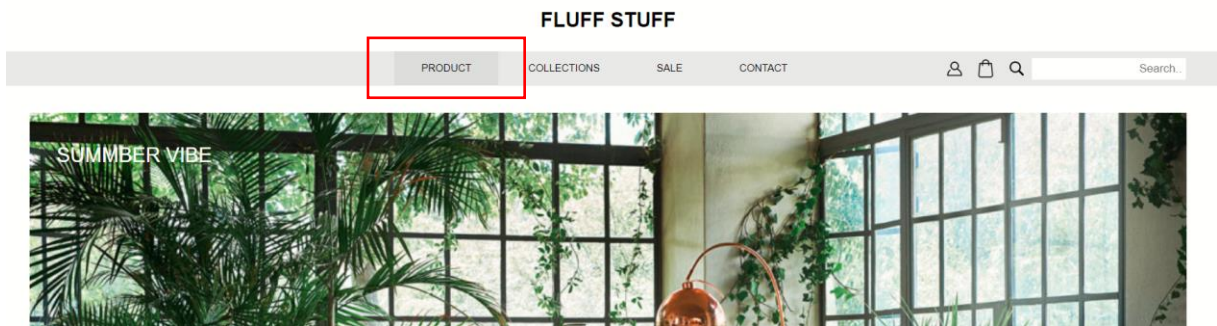 FLUFF STUFF
PRODUCT COLLECTIONS SALE CONTACT Search..
SUMMBER VIBE